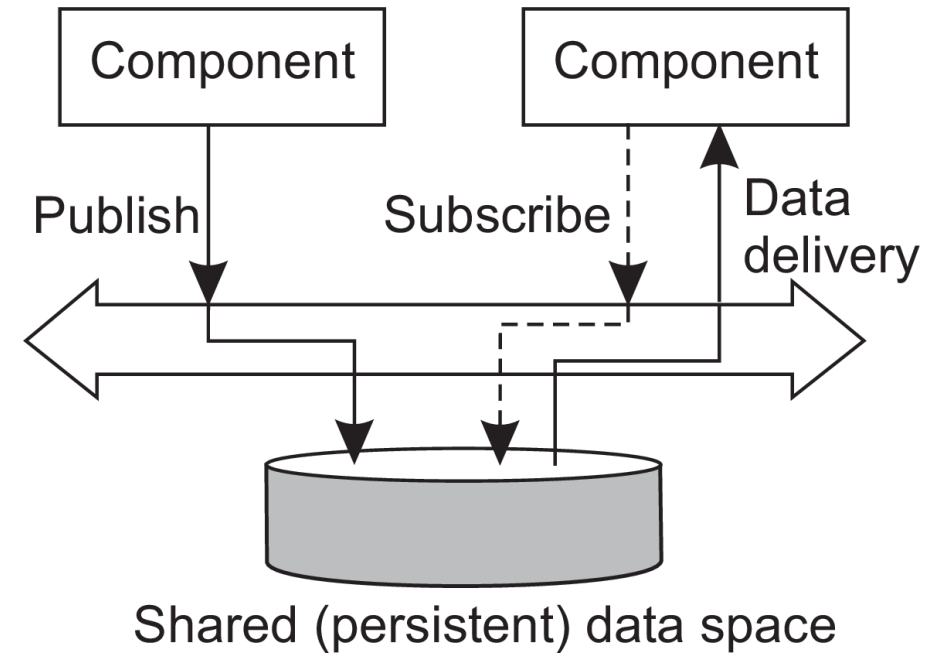 Component
Component
Publish
Subscribe
Data
delivery
Shared (persistent) data space